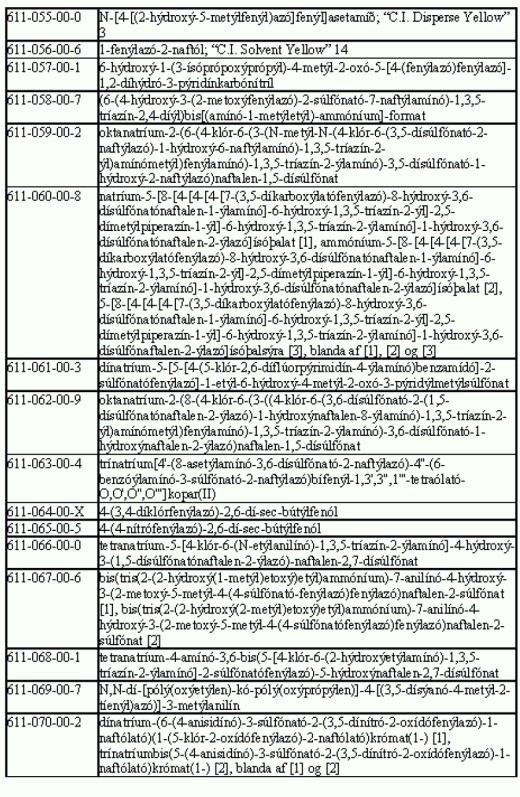 611-055-00-0 N-[4-[(2-hýdroxý-5-metýlfenýl)azó]fenýl]asetamíð; “C.I. Disperse Yellow”
3
611-056-00-6 1-fenýlazó-2-naftól; “C.I. Solvent Yellow” 14
611-057-00-1 6-hýdroxý-1-(3-ísóprópoxýprópýl)-4-metýl-2-oxó-5-[4-(fenýlazó)fenýlazó]-
1,2-díhýdró-3-pýridínkarbónítríl
611-058-00-7 (6-(4-hýdroxý-3-(2-metoxýfenýlazó)-2-súlfónató-7-naftýlamínó)-1,3,5-
tríazín-2,4-díýl)bis[(amínó-1-metýletýl)-ammóníum]-format
611-059-00-2 oktanatríum-2-(6-(4-klór-6-(3-(N-metýl-N-(4-klór-6-(3,5-dísúlfónató-2-
naftýlazó)-1-hýdroxý-6-naftýlamínó)-1,3,5-tríazín-2-
ýl)amínómetýl)fenýlamínó)-1,3,5-tríazín-2-ýlamínó)-3,5-dísúlfónató-1-
hýdroxý-2-naftýlazó)naftalen-1,5-dísúlfónat
611-060-00-8 natríum-5-[8-[4-[4-[4-[7-(3,5-díkarboxýlatófenýlazó)-8-hýdroxý-3,6-
dísúlfónatónaftalen-1-ýlamínó]-6-hýdroxý-1,3,5-tríazín-2-ýl]-2,5-
dímetýlpiperazín-1-ýl]-6-hýdroxý-1,3,5-tríazín-2-ýlamínó]-1-hýdroxý-3,6-
dísúlfónatónaftalen-2-ýlazó]ísóþalat [1], ammóníum-5-[8-[4-[4-[4-[7-(3,5-
díkarboxýlatófenýlazó)-8-hýdroxý-3,6-dísúlfónatónaftalen-1-ýlamínó]-6-
hýdroxý-1,3,5-tríazín-2-ýl]-2,5-dímetýlpiperazín-1-ýl]-6-hýdroxý-1,3,5-
tríazín-2-ýlamínó]-1-hýdroxý-3,6-dísúlfónatónaftalen-2-ýlazó]ísóþalat [2],
5-[8-[4-[4-[4-[7-(3,5-díkarboxýlatófenýlazó)-8-hýdroxý-3,6-
dísúlfónatónaftalen-1-ýlamínó]-6-hýdroxý-1,3,5-tríazín-2-ýl]-2,5-
dímetýlpiperazín-1-ýl]-6-hýdroxý-1,3,5-tríazín-2-ýlamínó]-1-hýdroxý-3,6-
dísúlfónaftalen-2-ýlazó]ísóþalsýra [3], blanda af [1], [2] og [3]
611-061-00-3 dínatríum-5-[5-[4-(5-klór-2,6-díflúorpýrimidín-4-ýlamínó)benzamídó]-2-
súlfónatófenýlazó]-1-etýl-6-hýdroxý-4-metýl-2-oxó-3-pýridýlmetýlsúlfónat
611-062-00-9 oktanatríum-2-(8-(4-klór-6-(3-((4-klór-6-(3,6-dísúlfónató-2-(1,5-
dísúlfónatónaftalen-2-ýlazó)-1-hýdroxýnaftalen-8-ýlamínó)-1,3,5-tríazín-2-
ýl)amínómetýl)fenýlamínó)-1,3,5-tríazín-2-ýlamínó)-3,6-dísúlfónató-1-
hýdroxýnaftalen-2-ýlazó)naftalen-1,5-dísúlfónat
611-063-00-4 trínatríum[4'-(8-asetýlamínó-3,6-dísúlfónató-2-naftýlazó)-4''-(6-
benzóýlamínó-3-súlfónató-2-naftýlazó)bífenýl-1,3',3'',1'''-tetraólató-
O,O',O'',O''']kopar(II)
611-064-00-X 4-(3,4-díklórfenýlazó)-2,6-dí-sec-bútýlfenól
611-065-00-5 4-(4-nítrófenýlazó)-2,6-dí-sec-bútýlfenól
611-066-00-0 tetranatríum-5-[4-klór-6-(N-etýlanilínó)-1,3,5-tríazín-2-ýlamínó]-4-hýdroxý-
3-(1,5-dísúlfónatónaftalen-2-ýlazó)-naftalen-2,7-dísúlfónat
611-067-00-6 bis(tris(2-(2-hýdroxý(1-metýl)etoxý)etýl)ammóníum)-7-anilínó-4-hýdroxý-
3-(2-metoxý-5-metýl-4-(4-súlfónató-fenýlazó)fenýlazó)naftalen-2-súlfónat
[1], bis(tris(2-(2-hýdroxý(2-metýl)etoxý)etýl)ammóníum)-7-anilínó-4-
hýdroxý-3-(2-metoxý-5-metýl-4-(4-súlfónatófenýlazó)fenýlazó)naftalen-2-
súlfónat [2]
611-068-00-1 tetranatríum-4-amínó-3,6-bis(5-[4-klór-6-(2-hýdroxýetýlamínó)-1,3,5-
tríazín-2-ýlamínó]-2-súlfónatófenýlazó)-5-hýdroxýnaftalen-2,7-dísúlfónat
611-069-00-7 N,N-dí-[pólý(oxýetýlen)-kó-pólý(oxýprópýlen)]-4-[(3,5-dísýanó-4-metýl-2-
tíenýl)azó)]-3-metýlanilín
611-070-00-2 dínatríum-(6-(4-anisidínó)-3-súlfónató-2-(3,5-dínítró-2-oxídófenýlazó)-1-
naftólató)(1-(5-klór-2-oxídófenýlazó)-2-naftólató)krómat(1-) [1],
trínatríumbis(5-(4-anisidínó)-3-súlfónató-2-(3,5-dínítró-2-oxídófenýlazó)-1-
naftólató)krómat(1-) [2], blanda af [1] og [2]